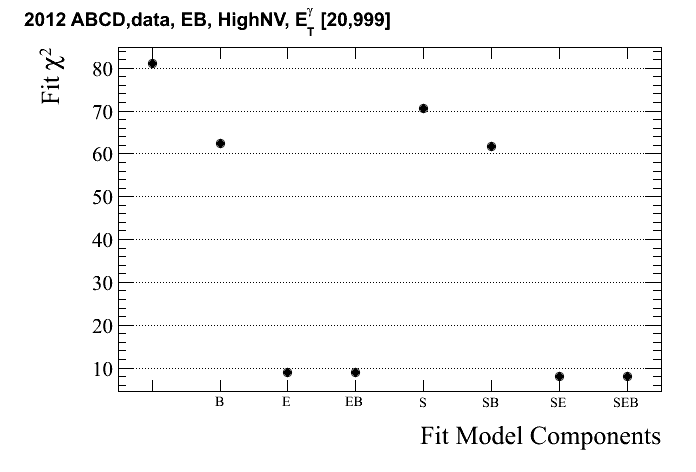 2012 ABCD,data, EB, HighNV, E_T^γ [20,999]
Fit χ²
80
70
60
50
40
30
20
10
B E EB S SB SE SEB
Fit Model Components